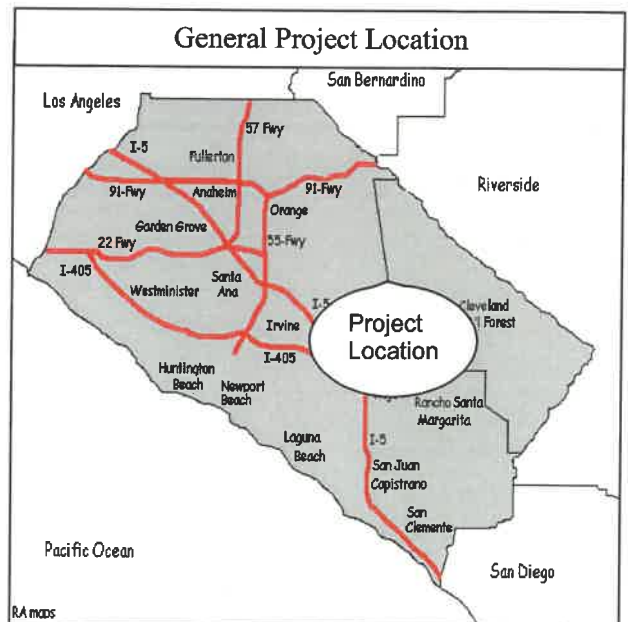 General Project Location
San Bernardino
Los Angeles
57 Fwy
I-5
Fullerton
Riverside
91-Fwy
Anaheim
91-Fwy
Orange
Garden Grove
22 Fwy
55-Fwy
I-405
Santa
Ana
Westminister
I-5
Cleveland
Forest
Project
Location
Irvine
I-405
Huntington
Beach
Newport
Beach
Rancho Santa
Margarita
Laguna
Beach
I-5
San Juan
Capistrano
San
Clemente
Pacific Ocean
San Diego
RA maps